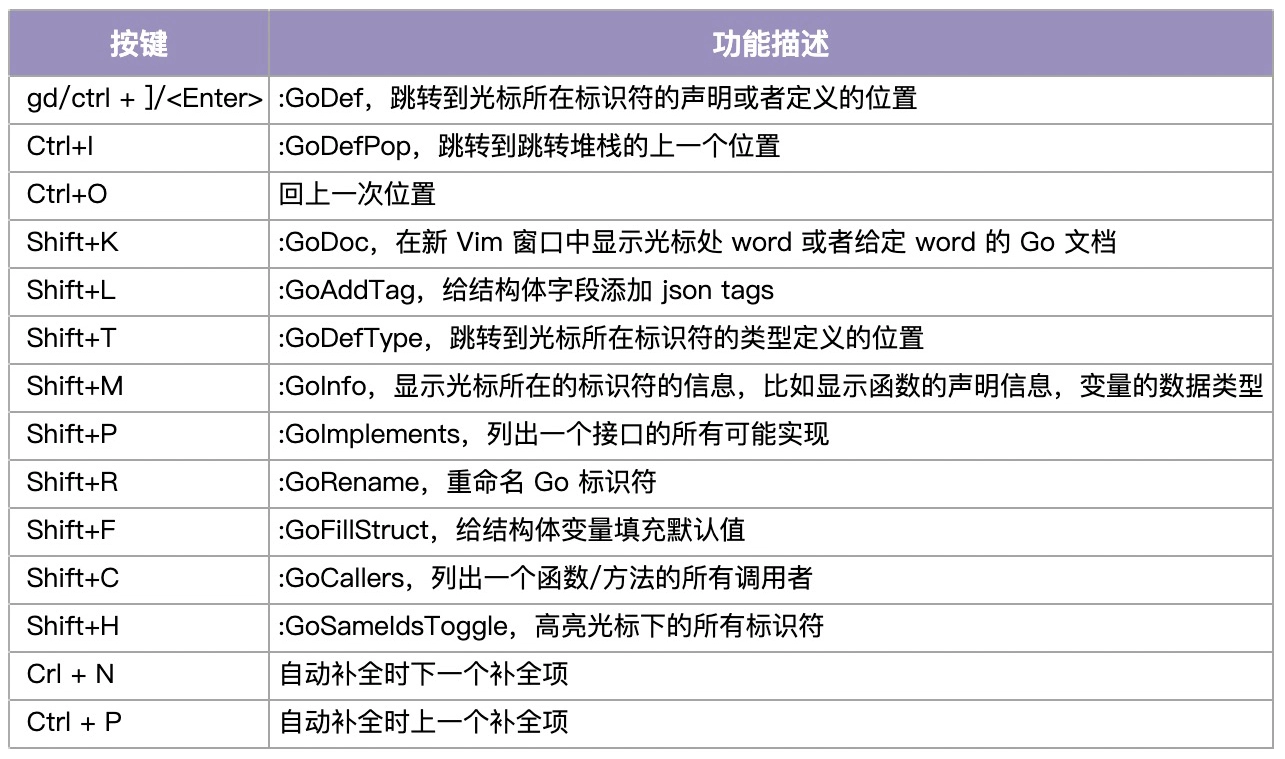 按键 功能描述
gd/ctrl + ]/<Enter> :GoDef，跳转到光标所在标识符的声明或者定义的位置
Ctrl+I :GoDefPop，跳转到跳转堆栈的上一个位置
Ctrl+O 回上一次位置
Shift+K :GoDoc，在新 Vim 窗口中显示光标处 word 或者给定 word 的 Go 文档
Shift+L :GoAddTag，给结构体字段添加 json tags
Shift+T :GoDefType，跳转到光标所在标识符的类型定义的位置
Shift+M :GoInfo，显示光标所在的标识符的信息，比如显示函数的声明信息，变量的数据类型
Shift+P :GoImplements，列出一个接口的所有可能实现
Shift+R :GoRename，重命名 Go 标识符
Shift+F :GoFillStruct，给结构体变量填充默认值
Shift+C :GoCallers，列出一个函数/方法的所有调用者
Shift+H :GoSameIdsToggle，高亮光标下的所有标识符
Crl + N 自动补全时下一个补全项
Ctrl + P 自动补全时上一个补全项